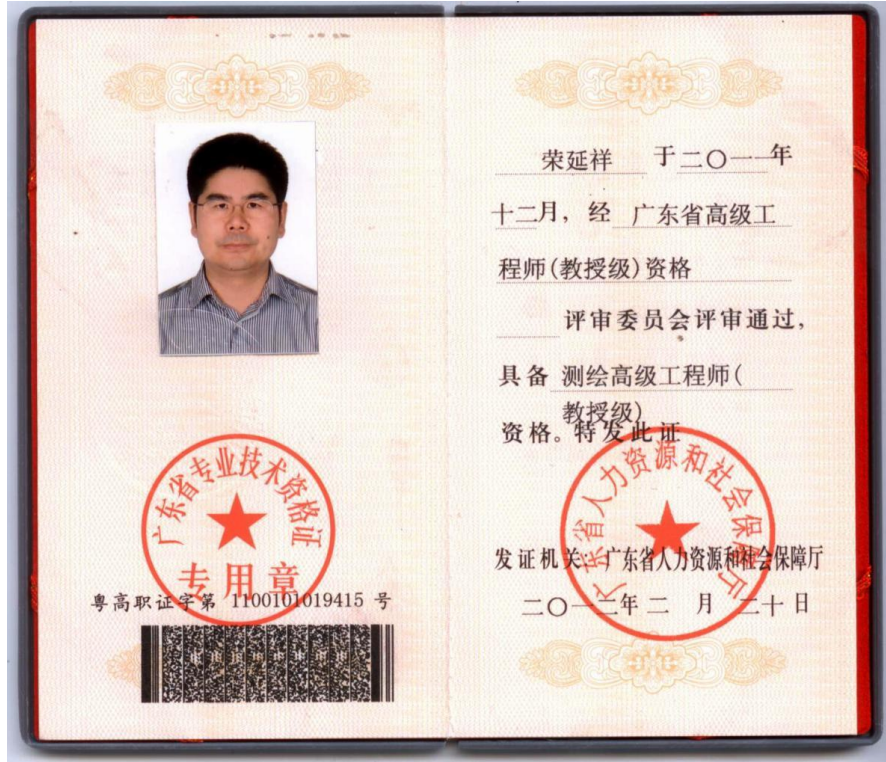 广东省专业技术资格证
专用章
粤高职证字第 1100101019415 号
荣延祥 于二〇一一年
十二月，经 广东省高级工
程师(教授级)资格
评审委员会评审通过，
具备 测绘高级工程师(
教授级)
资格。特发此证
广东省人力资源和社会保障厅
发证机关：广东省人力资源和社会保障厅
二〇一二年 二 月 二十日